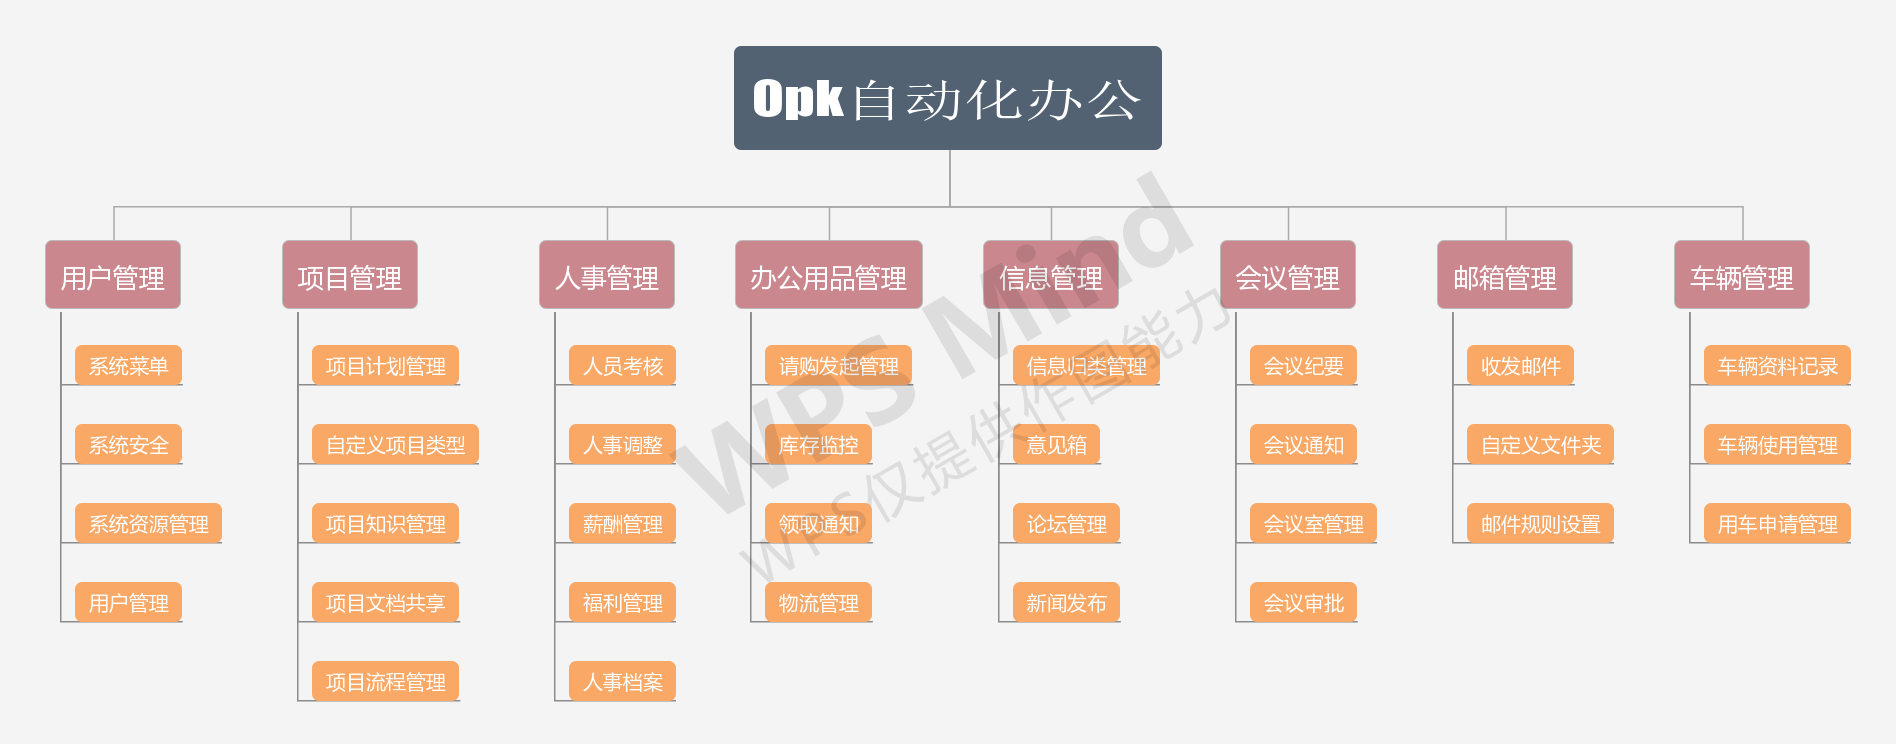 Opk自动化办公
用户管理
系统菜单
系统安全
系统资源管理
用户管理
项目管理
项目计划管理
自定义项目类型
项目知识管理
项目文档共享
项目流程管理
人事管理
人员考核
人事调整
薪酬管理
福利管理
人事档案
办公用品管理
请购发起管理
库存监控
领取通知
物流管理
信息管理
信息归类管理
意见箱
论坛管理
新闻发布
会议管理
会议纪要
会议通知
会议室管理
会议审批
邮箱管理
收发邮件
自定义文件夹
邮件规则设置
车辆管理
车辆资料记录
车辆使用管理
用车申请管理
WPS Mind
WPS仅提供作图能力